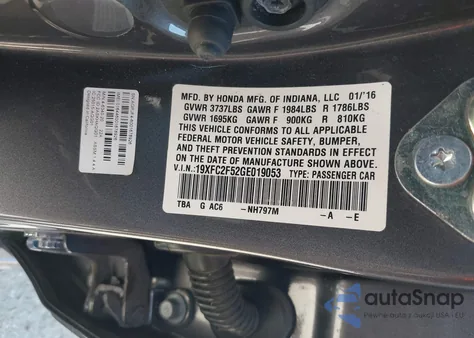 MFD. BY HONDA MFG. OF INDIANA, LLC 01/'16
GVWR 3737LBS GAWR F 1984LBS R 1786LBS
GVWR 1695KG GAWR F 900KG R 810KG
THIS VEHICLE CONFORMS TO ALL APPLICABLE
FEDERAL MOTOR VEHICLE SAFETY, BUMPER,
AND THEFT PREVENTION STANDARDS IN EFFECT
ON THE DATE OF MANUFACTURE SHOWN ABOVE.
V.I.N.:19XFC2F52GE019053 TYPE: PASSENGER CAR
TBA G AC6 -NH797M -A -E
autoSnap